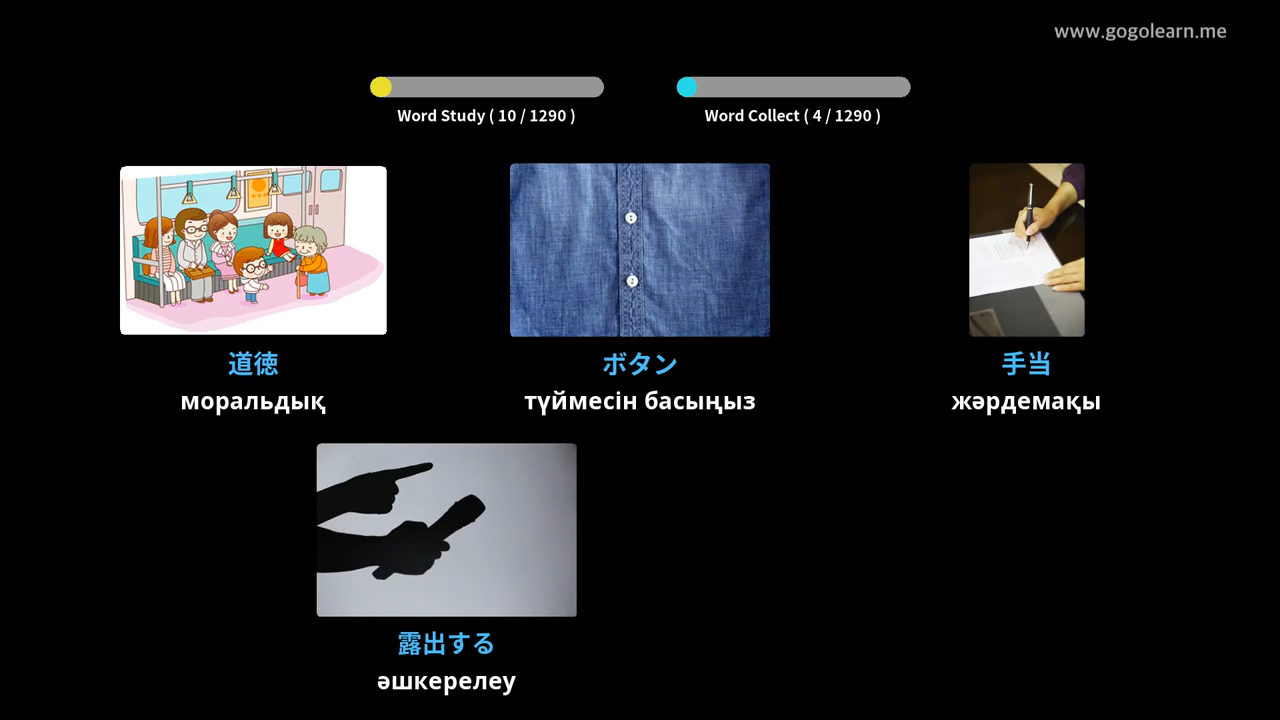 www.gogolearn.me
Word Study ( 10 / 1290 )
Word Collect ( 4 / 1290 )
道徳
моральдық
ボタン
түймесін басыңыз
手当
жәрдемақы
露出する
әшкерелеу